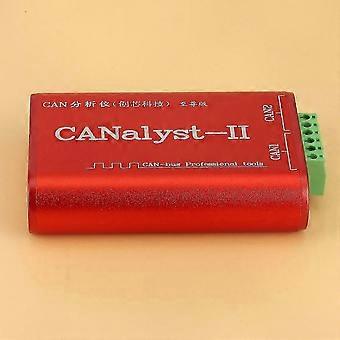 CAN分析仪(创芯科技) 至尊版
CANalyst-II
CAN-bus Professional tools
CAN2
CAN1